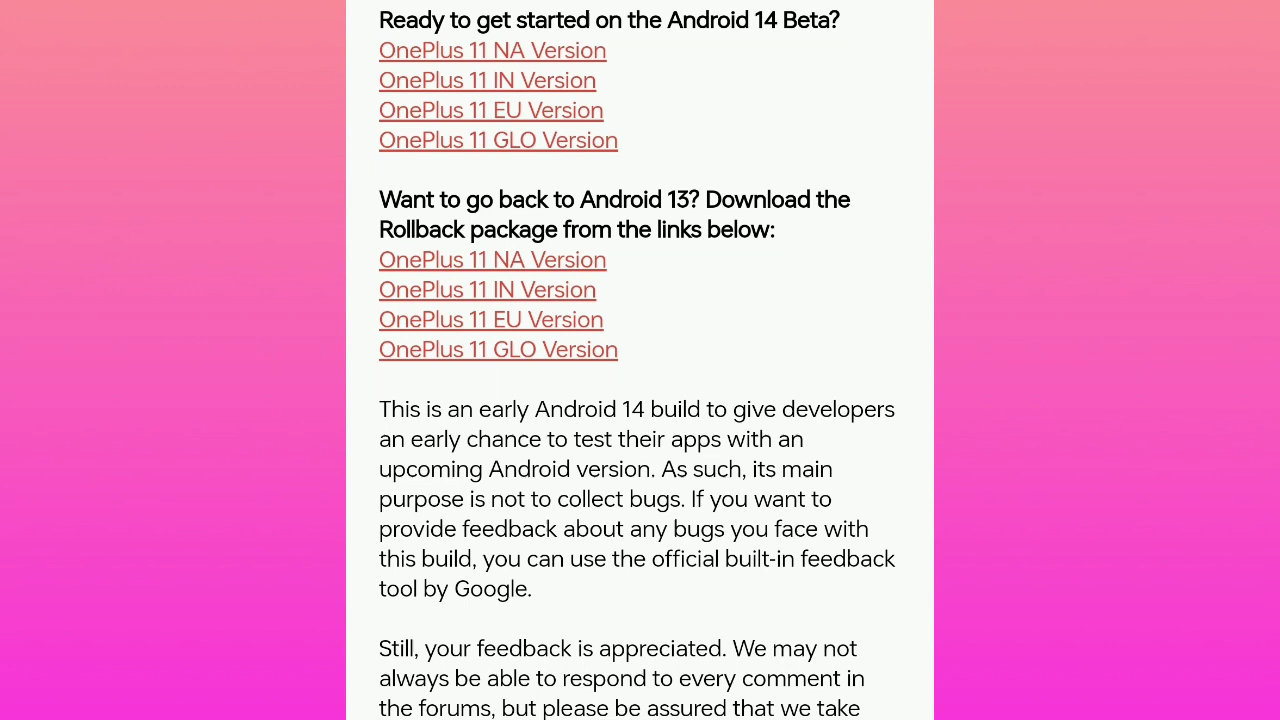 Ready to get started on the Android 14 Beta?
OnePlus 11 NA Version
OnePlus 11 IN Version
OnePlus 11 EU Version
OnePlus 11 GLO Version
Want to go back to Android 13? Download the
Rollback package from the links below:
OnePlus 11 NA Version
OnePlus 11 IN Version
OnePlus 11 EU Version
OnePlus 11 GLO Version
This is an early Android 14 build to give developers
an early chance to test their apps with an
upcoming Android version. As such, its main
purpose is not to collect bugs. If you want to
provide feedback about any bugs you face with
this build, you can use the official built-in feedback
tool by Google.
Still, your feedback is appreciated. We may not
always be able to respond to every comment in
the forums, but please be assured that we take